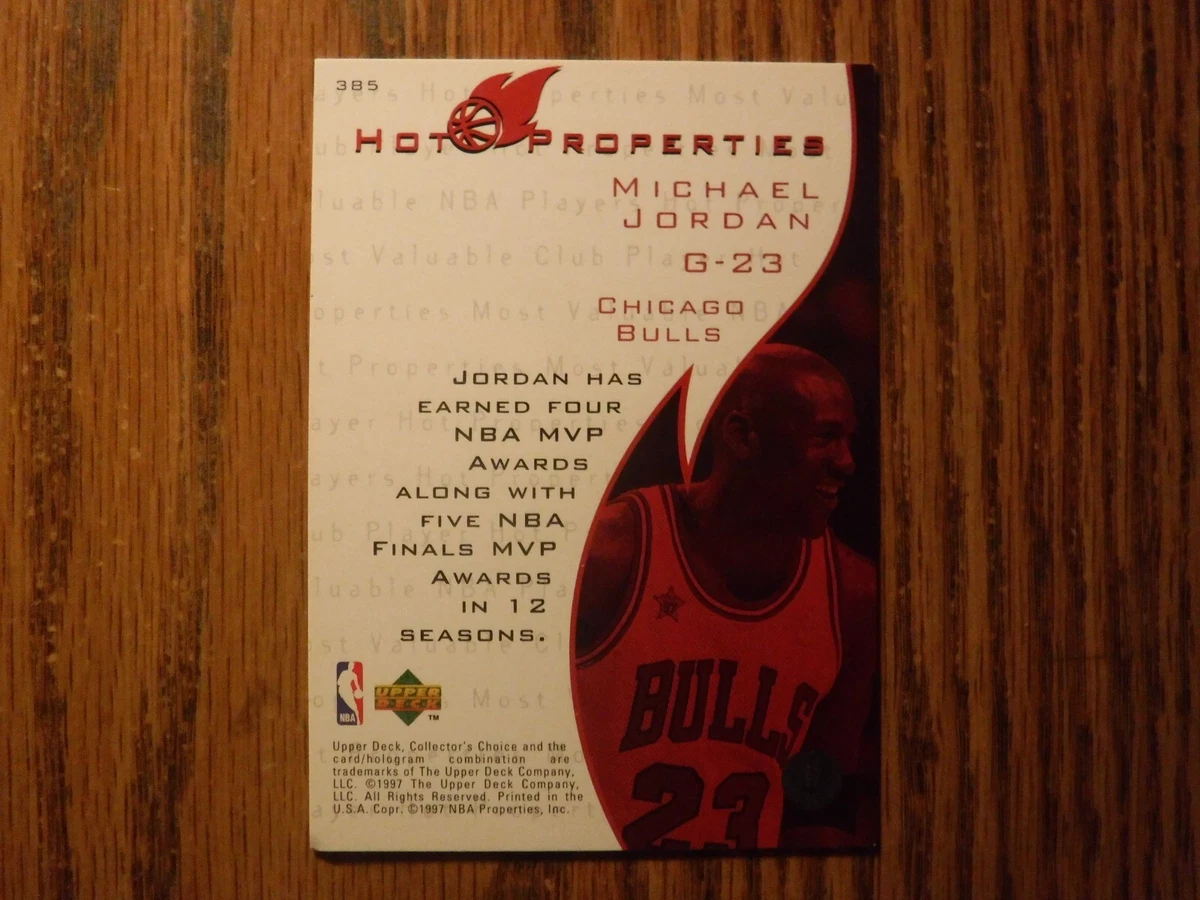 385
HOT PROPERTIES
MICHAEL
JORDAN
G-23
CHICAGO
BULLS
JORDAN HAS
EARNED FOUR
NBA MVP
AWARDS
ALONG WITH
FIVE NBA
FINALS MVP
AWARDS
IN 12
SEASONS.
BULLS
23
NBA
UPPER
DECK
TM
Upper Deck, Collector's Choice and the
card/hologram combination are
trademarks of The Upper Deck Company,
LLC. ©1997 The Upper Deck Company,
LLC. All Rights Reserved. Printed in the
U.S.A. Copr. ©1997 NBA Properties, Inc.